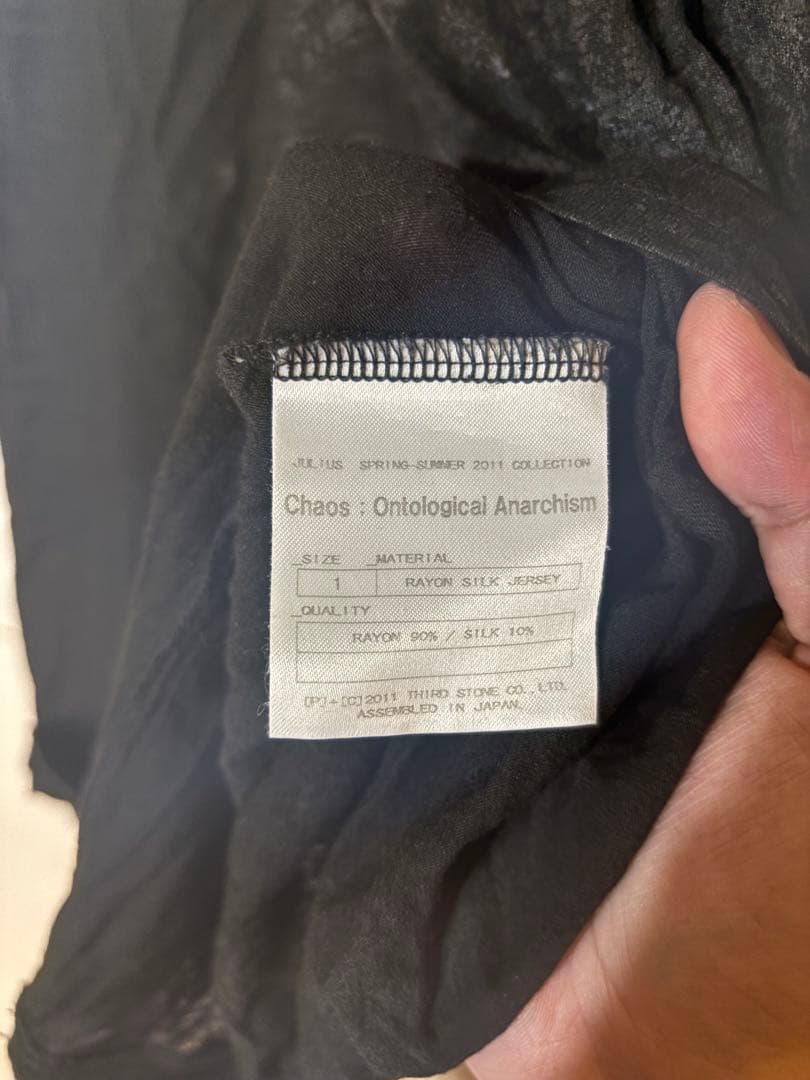 JULIUS SPRING-SUMMER 2011 COLLECTION
Chaos : Ontological Anarchism
_SIZE _MATERIAL
1 RAYON SILK JERSEY
_QUALITY
RAYON 90% / SILK 10%
[P]+[C]2011 THIRD STONE CO., LTD.
ASSEMBLED IN JAPAN.